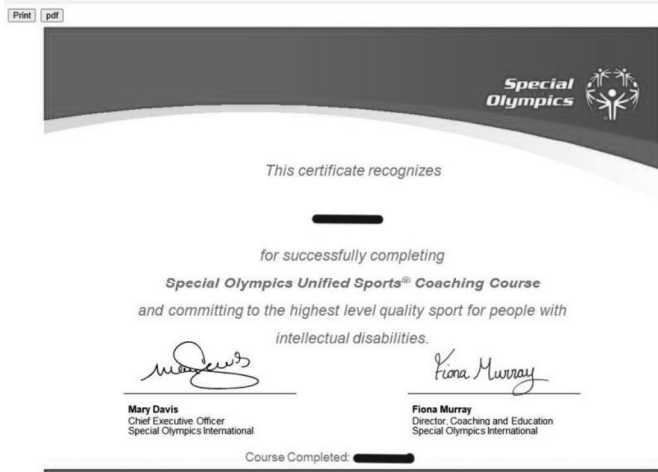 Print pdf
Special
Olympics
This certificate recognizes
for successfully completing
Special Olympics Unified Sports® Coaching Course
and committing to the highest level quality sport for people with
intellectual disabilities.
Fiona Murray
Mary Davis
Chief Executive Officer
Special Olympics International
Fiona Murray
Director, Coaching and Education
Special Olympics International
Course Completed: